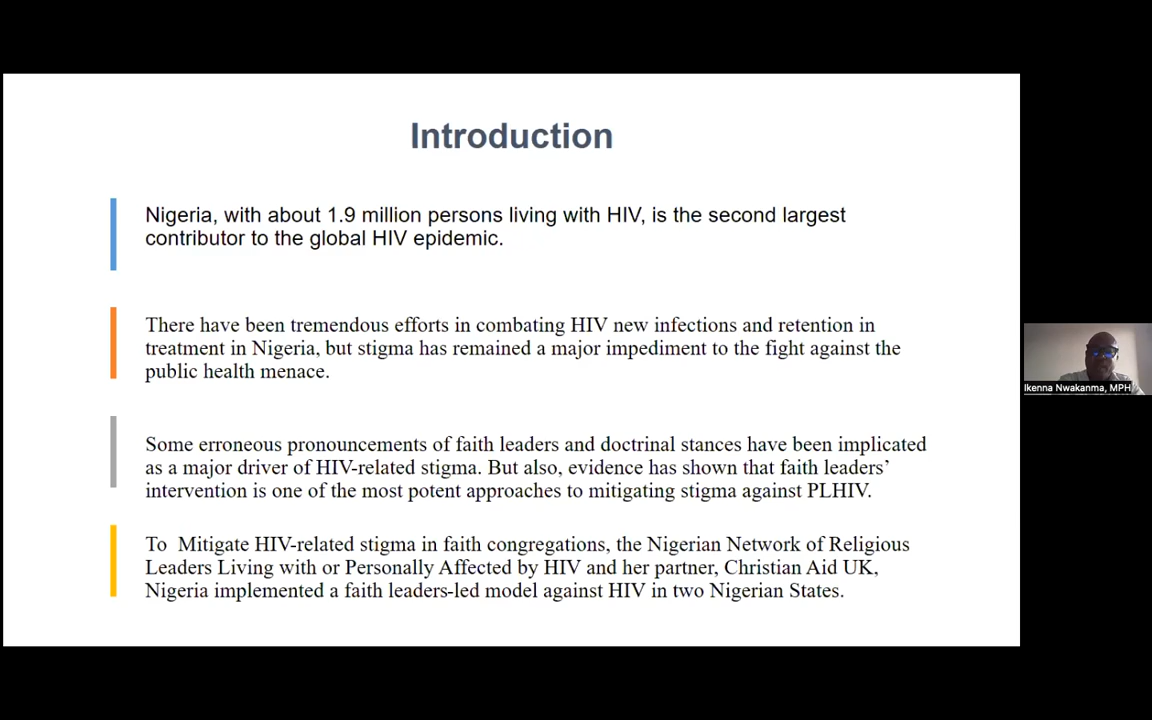 Introduction
Nigeria, with about 1.9 million persons living with HIV, is the second largest
contributor to the global HIV epidemic.
There have been tremendous efforts in combating HIV new infections and retention in
treatment in Nigeria, but stigma has remained a major impediment to the fight against the
public health menace.
Some erroneous pronouncements of faith leaders and doctrinal stances have been implicated
as a major driver of HIV-related stigma. But also, evidence has shown that faith leaders’
intervention is one of the most potent approaches to mitigating stigma against PLHIV.
To  Mitigate HIV-related stigma in faith congregations, the Nigerian Network of Religious
Leaders Living with or Personally Affected by HIV and her partner, Christian Aid UK,
Nigeria implemented a faith leaders-led model against HIV in two Nigerian States.
Ikenna Nwakanma, MPH